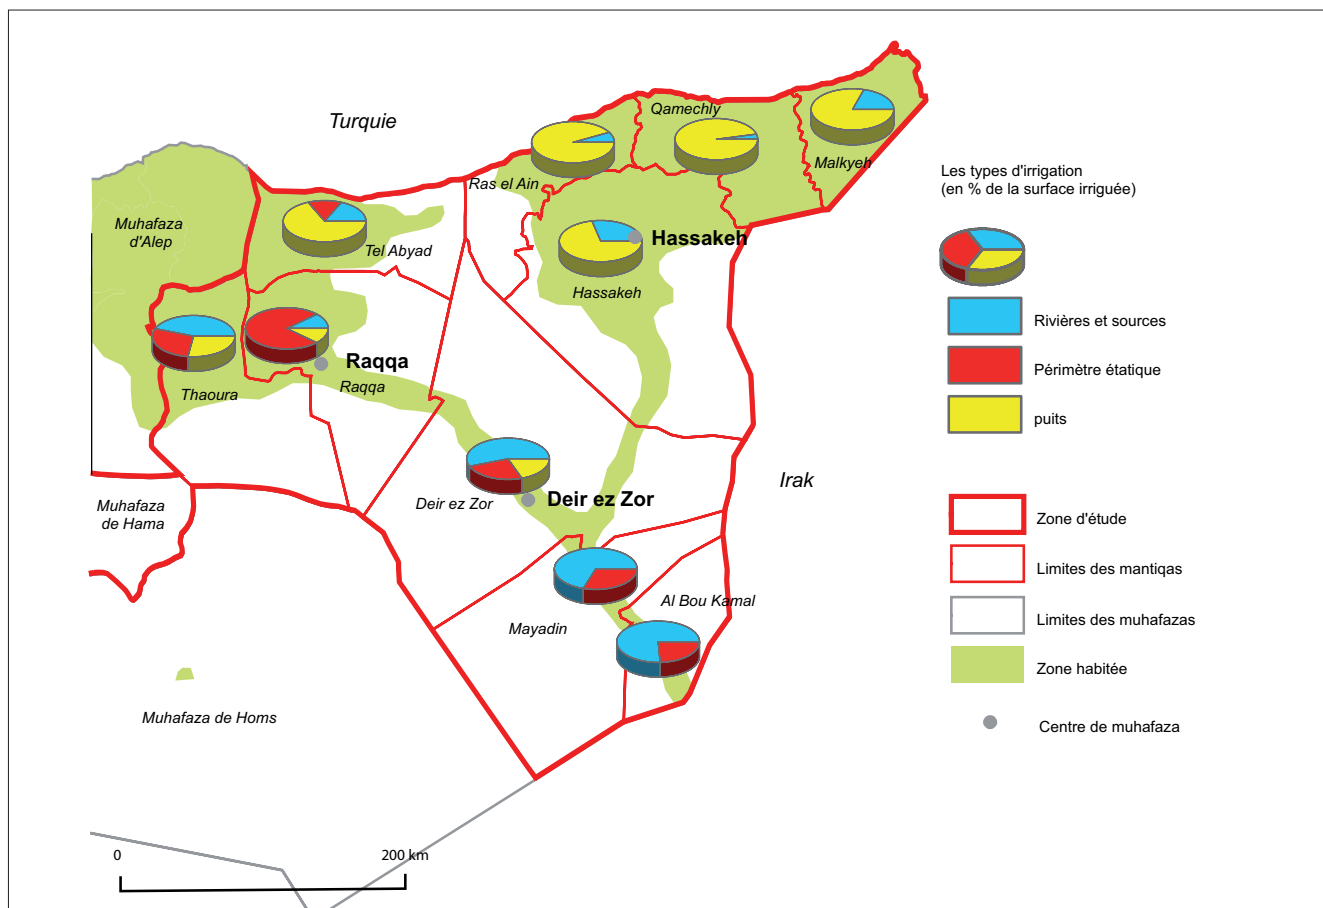 Turquie
Qamechly
Malkyeh
Ras el Ain
Muhafaza
d'Alep
Tel Abyad
Hassakeh
Hassakeh
Raqqa
Raqqa
Thaoura
Deir ez Zor
Deir ez Zor
Irak
Muhafaza
de Hama
Mayadin
Al Bou Kamal
Muhafaza de Homs
0
200 km
Les types d'irrigation
(en % de la surface irriguée)
Rivières et sources
Périmètre étatique
puits
Zone d'étude
Limites des mantiqas
Limites des muhafazas
Zone habitée
Centre de muhafaza